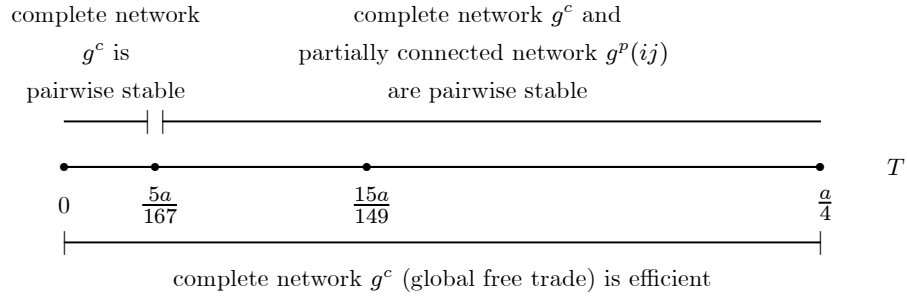 complete network
g^c is
pairwise stable
complete network g^c and
partially connected network g^p(ij)
are pairwise stable
T
0
5a/167
15a/149
a/4
complete network g^c (global free trade) is efficient